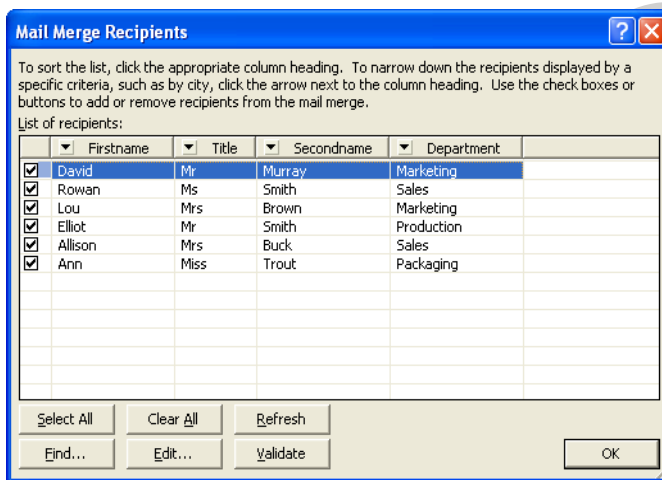 Mail Merge Recipients
To sort the list, click the appropriate column heading. To narrow down the recipients displayed by a
specific criteria, such as by city, click the arrow next to the column heading. Use the check boxes or
buttons to add or remove recipients from the mail merge.
List of recipients:
Firstname Title Secondname Department
David Mr Murray Marketing
Rowan Ms Smith Sales
Lou Mrs Brown Marketing
Elliot Mr Smith Production
Allison Mrs Buck Sales
Ann Miss Trout Packaging
Select All Clear All Refresh
Find... Edit... Validate OK